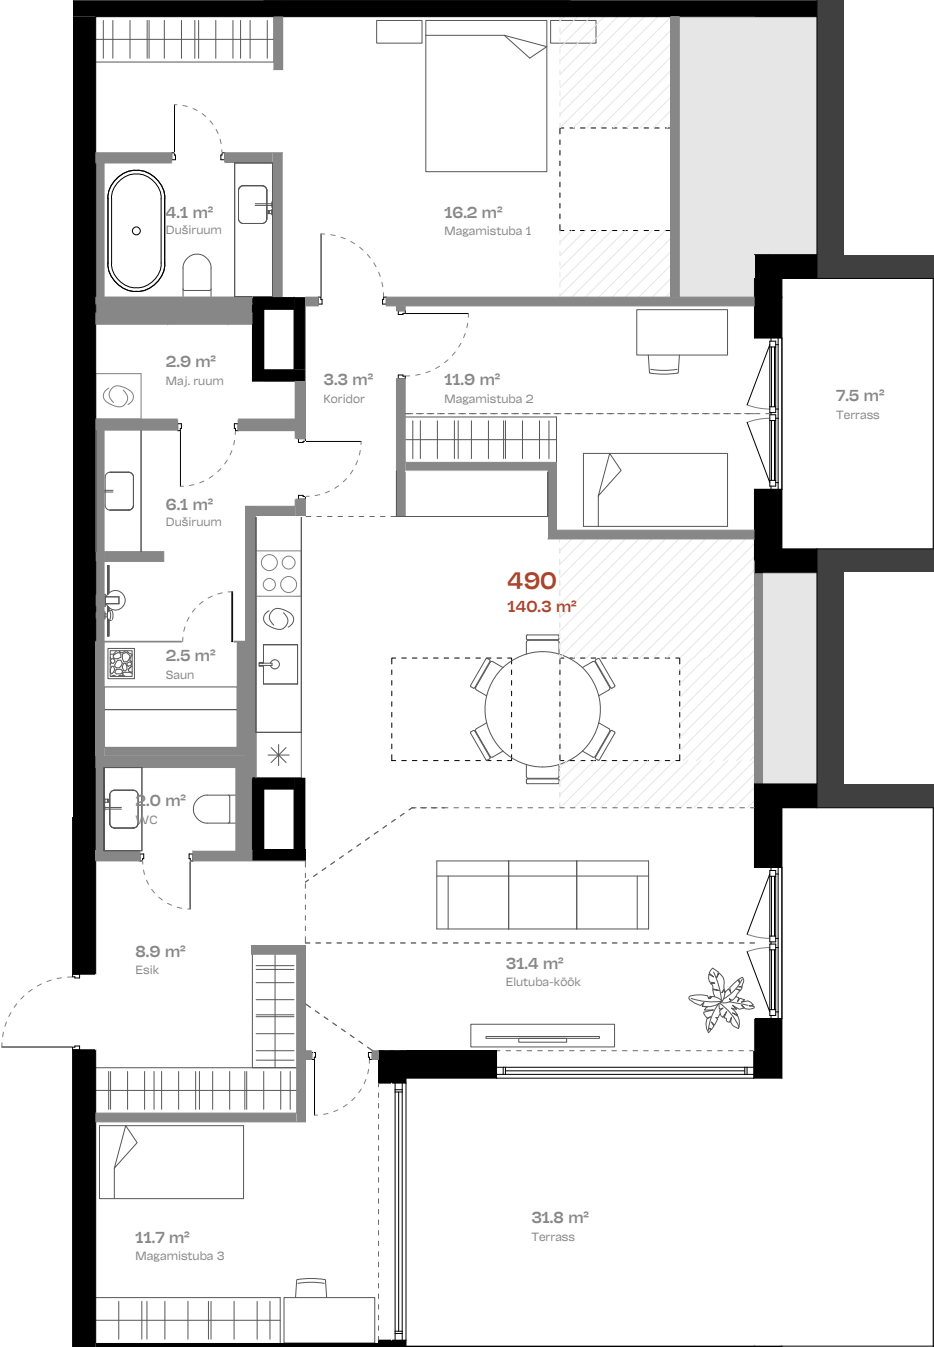 4.1 m²
Duširuum
16.2 m²
Magamistuba 1
2.9 m²
Maj. ruum
3.3 m²
Koridor
11.9 m²
Magamistuba 2
7.5 m²
Terrass
6.1 m²
Duširuum
490
140.3 m²
2.5 m²
Saun
2.0 m²
WC
8.9 m²
Esik
31.4 m²
Elutuba-köök
31.8 m²
Terrass
11.7 m²
Magamistuba 3